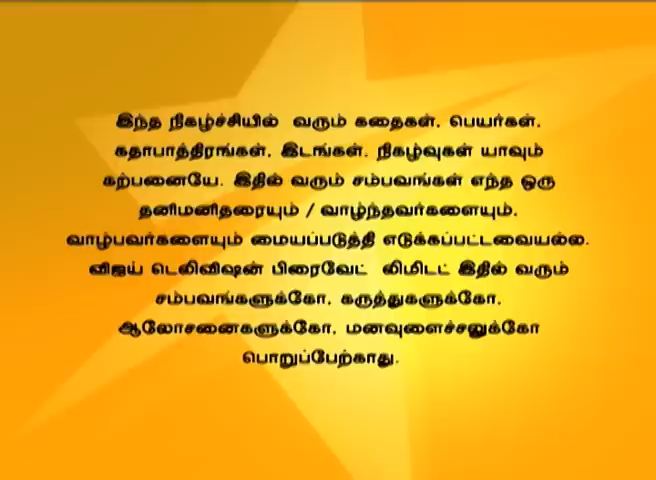 இந்த நிகழ்ச்சியில் வரும் கதைகள், பெயர்கள்,
கதாபாத்திரங்கள், இடங்கள், நிகழ்வுகள் யாவும்
கற்பனையே. இதில் வரும் சம்பவங்கள் எந்த ஒரு
தனிமனிதரையும் / வாழ்ந்தவர்களையும்,
வாழ்பவர்களையும் மையப்படுத்தி எடுக்கப்பட்டவையல்ல.
விஜய் டெலிவிஷன் பிரைவேட் லிமிடட் இதில் வரும்
சம்பவங்களுக்கோ, கருத்துகளுக்கோ,
ஆலோசனைகளுக்கோ, மனவுளைச்சலுக்கோ
பொறுப்பேற்காது.